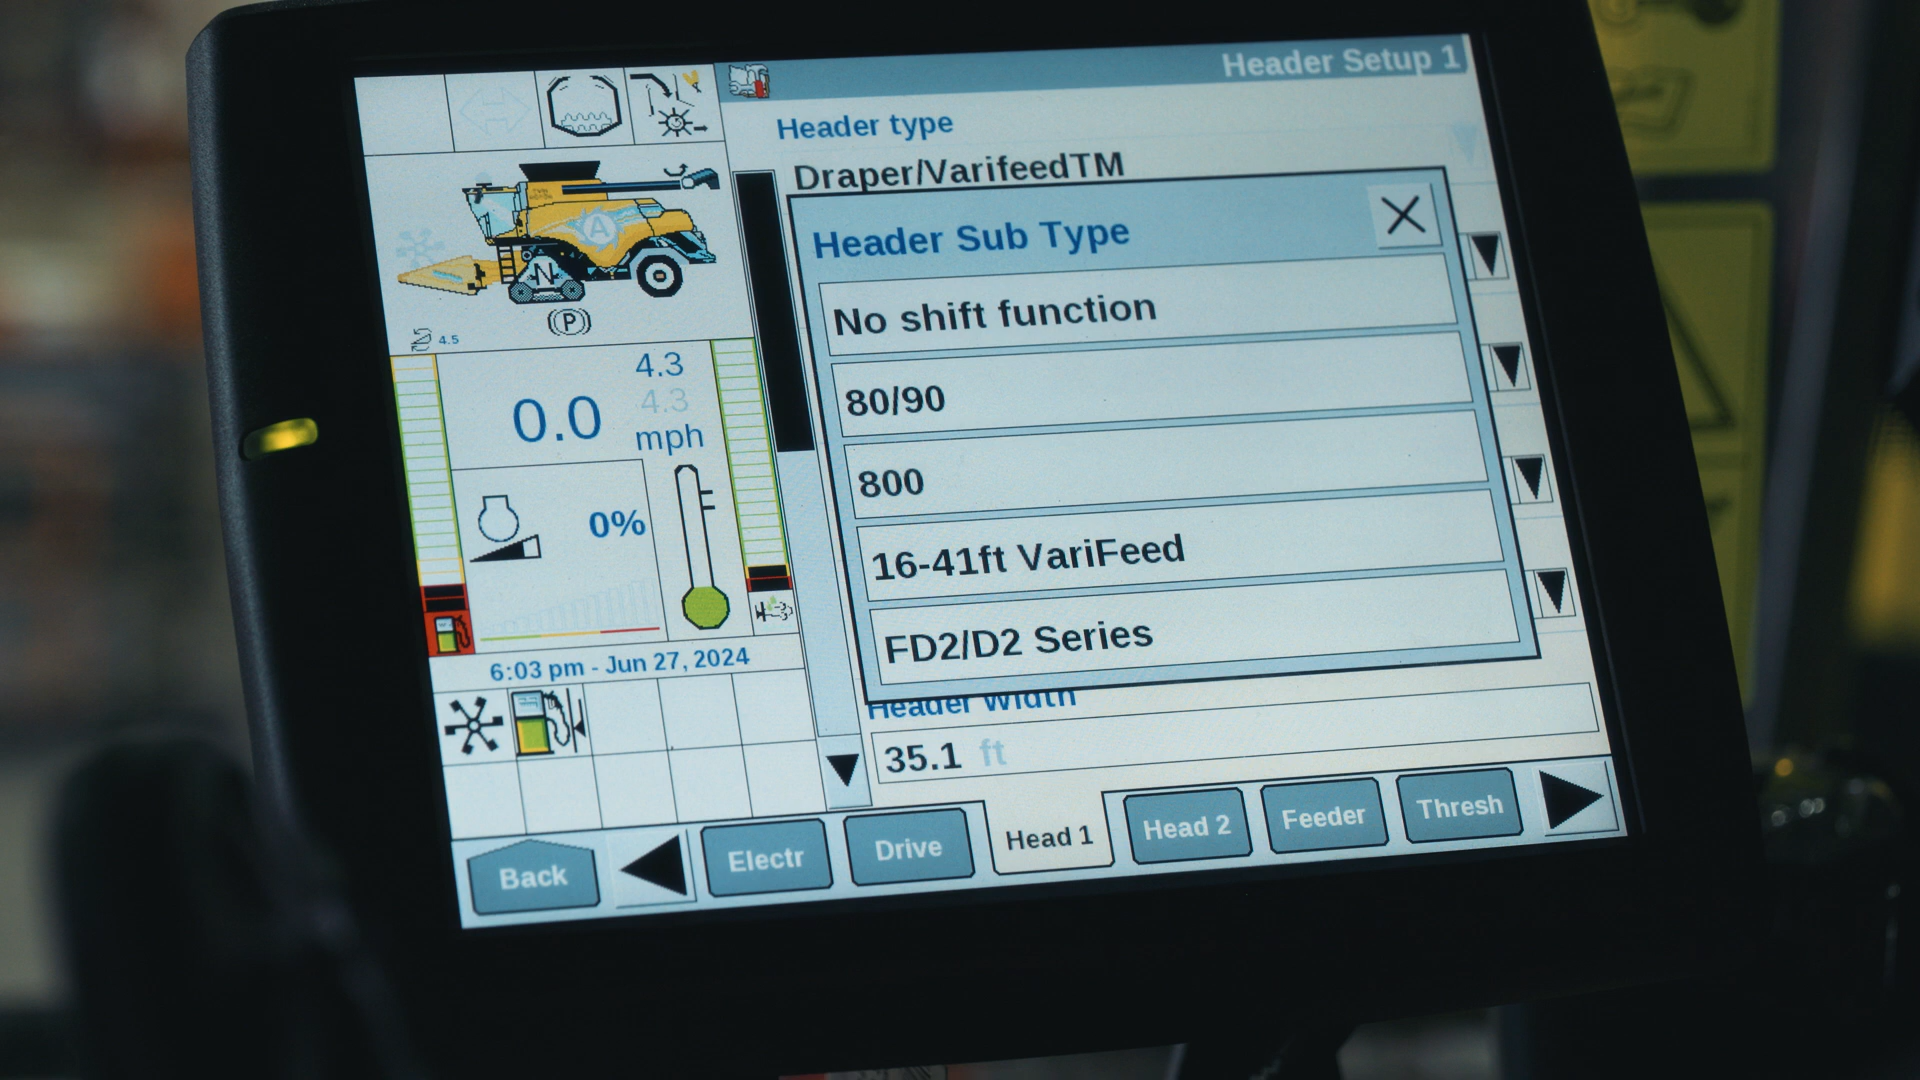 Header Setup 1
Header type
Draper/VarifeedTM
Header Sub Type
No shift function
80/90
800
16-41ft VariFeed
FD2/D2 Series
Header Width
35.1 ft
A
N
(P)
4.5
4.3
0.0
4.3
mph
0%
6:03 pm - Jun 27, 2024
Back
Electr
Drive
Head 1
Head 2
Feeder
Thresh